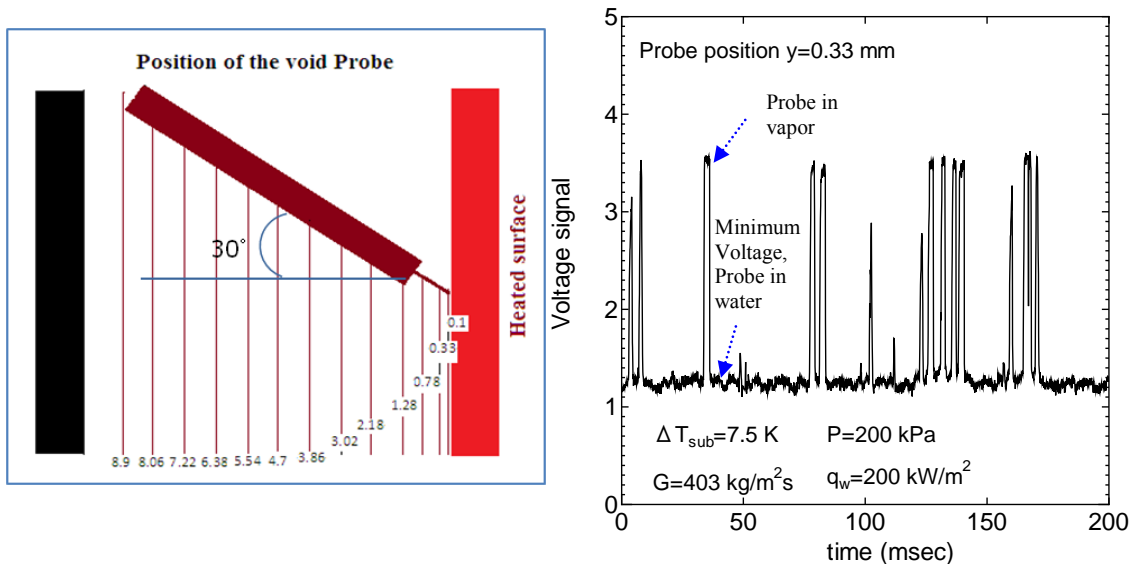 Position of the void Probe
30°
Heated surface
0.1
0.33
0.78
1.28
2.18
3.02
3.86
4.7
5.54
6.38
7.22
8.06
8.9
Voltage signal
5
4
3
2
1
0
Probe position y=0.33 mm
Probe in
vapor
Minimum
Voltage,
Probe in
water
ΔT_sub=7.5 K P=200 kPa
G=403 kg/m²s q_w=200 kW/m²
0 50 100 150 200
time (msec)